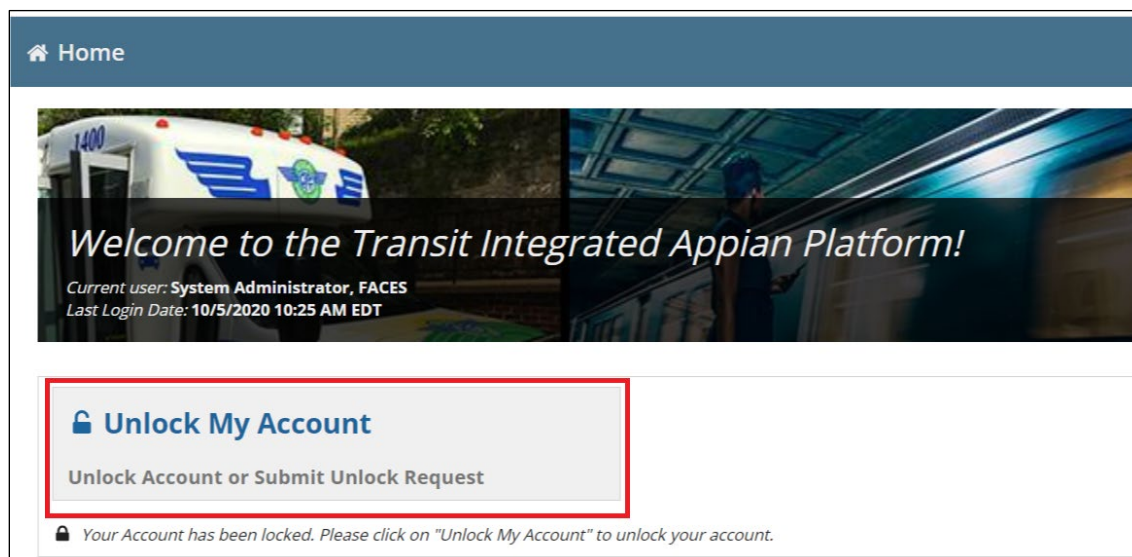 Home
1400
Welcome to the Transit Integrated Appian Platform!
Current user: System Administrator, FACES
Last Login Date: 10/5/2020 10:25 AM EDT
Unlock My Account
Unlock Account or Submit Unlock Request
Your Account has been locked. Please click on "Unlock My Account" to unlock your account.